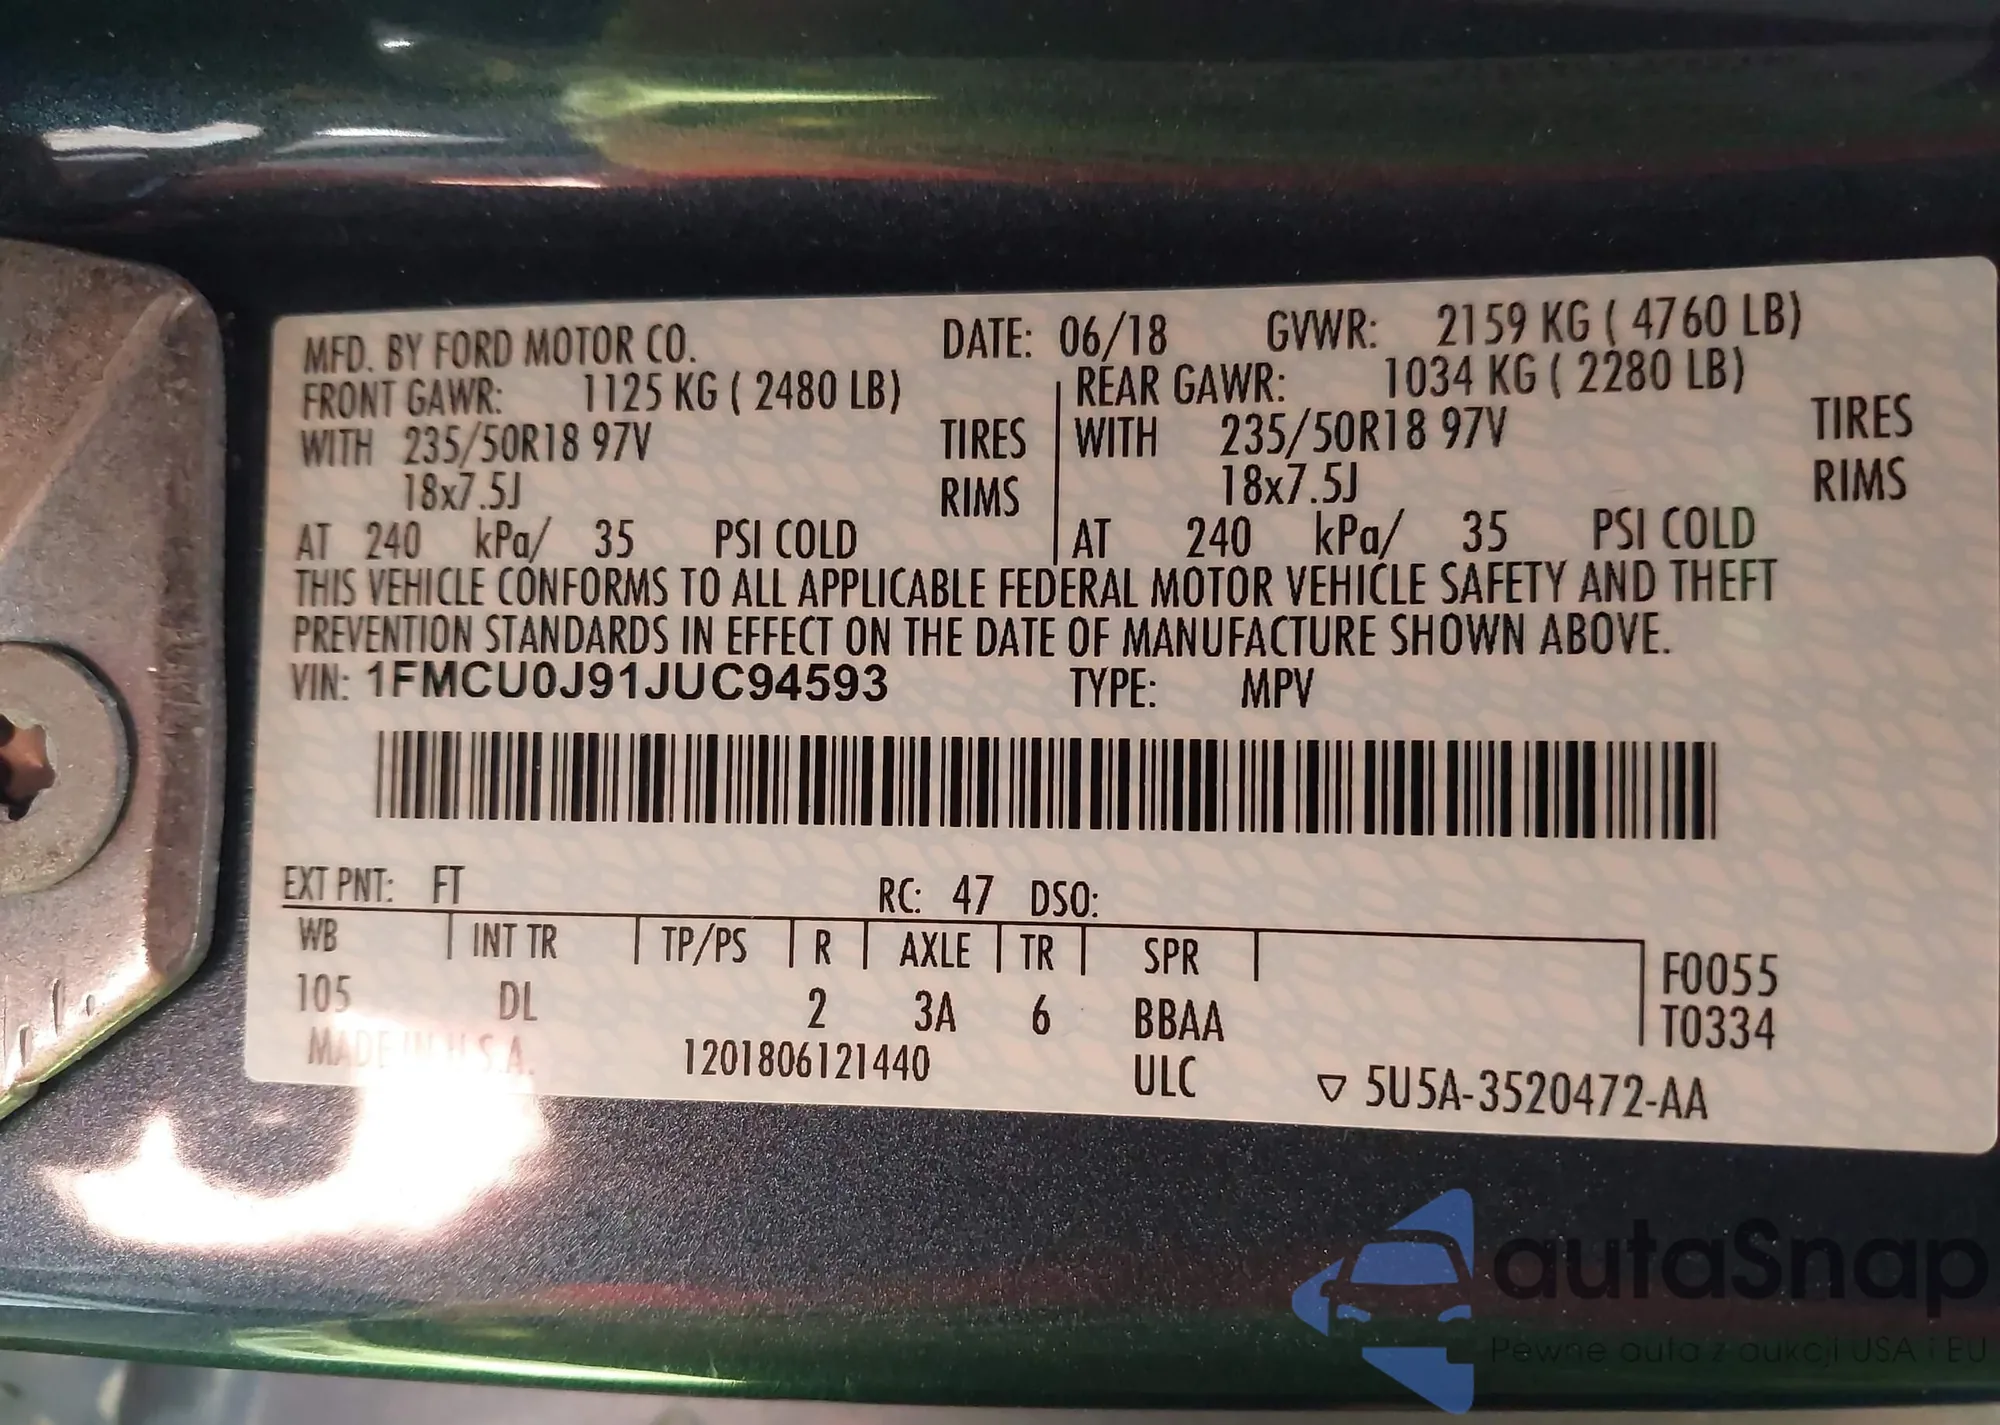 MFD. BY FORD MOTOR CO. DATE: 06/18 GVWR: 2159 KG ( 4760 LB)
FRONT GAWR: 1125 KG ( 2480 LB) REAR GAWR: 1034 KG ( 2280 LB)
WITH 235/50R18 97V TIRES WITH 235/50R18 97V TIRES
18x7.5J RIMS 18x7.5J RIMS
AT 240 kPa/ 35 PSI COLD AT 240 kPa/ 35 PSI COLD
THIS VEHICLE CONFORMS TO ALL APPLICABLE FEDERAL MOTOR VEHICLE SAFETY AND THEFT
PREVENTION STANDARDS IN EFFECT ON THE DATE OF MANUFACTURE SHOWN ABOVE.
VIN: 1FMCU0J91JUC94593 TYPE: MPV
EXT PNT: FT RC: 47 DSO:
WB INT TR TP/PS R AXLE TR SPR F0055
105 DL 2 3A 6 BBAA T0334
MADE IN U.S.A. 1201806121440 ULC ▽ 5U5A-3520472-AA
autaSnap
Pewne auta z aukcji USA i EU